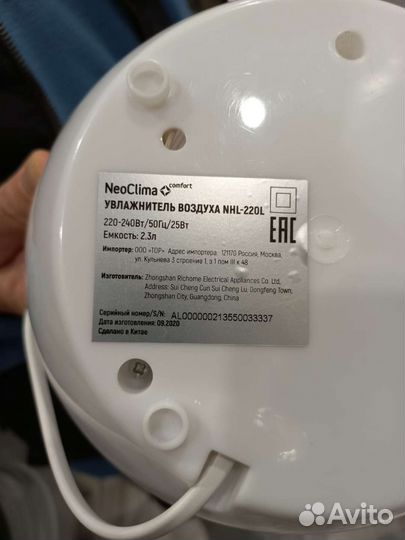 NeoClima comfort
УВЛАЖНИТЕЛЬ ВОЗДУХА NHL-220L
220-240Вт/50Гц/25Вт
Емкость: 2.3л
EAC
Импортер: ООО «ТОР» Адрес импортера: 121170 Россия, Москва,
ул. Кульнева 3 строение 1, э 1 пом III к 48
Изготовитель: Zhongshan Richome Electrical Appliances Co. Ltd,
Address: Sui Cheng Cun Sui Cheng Lu, Dongfeng Town,
Zhongshan City, Guangdong, China
Серийный номер/S/N: AL000000213550033337
Дата изготовления: 09.2020
Сделано в Китае
Avito